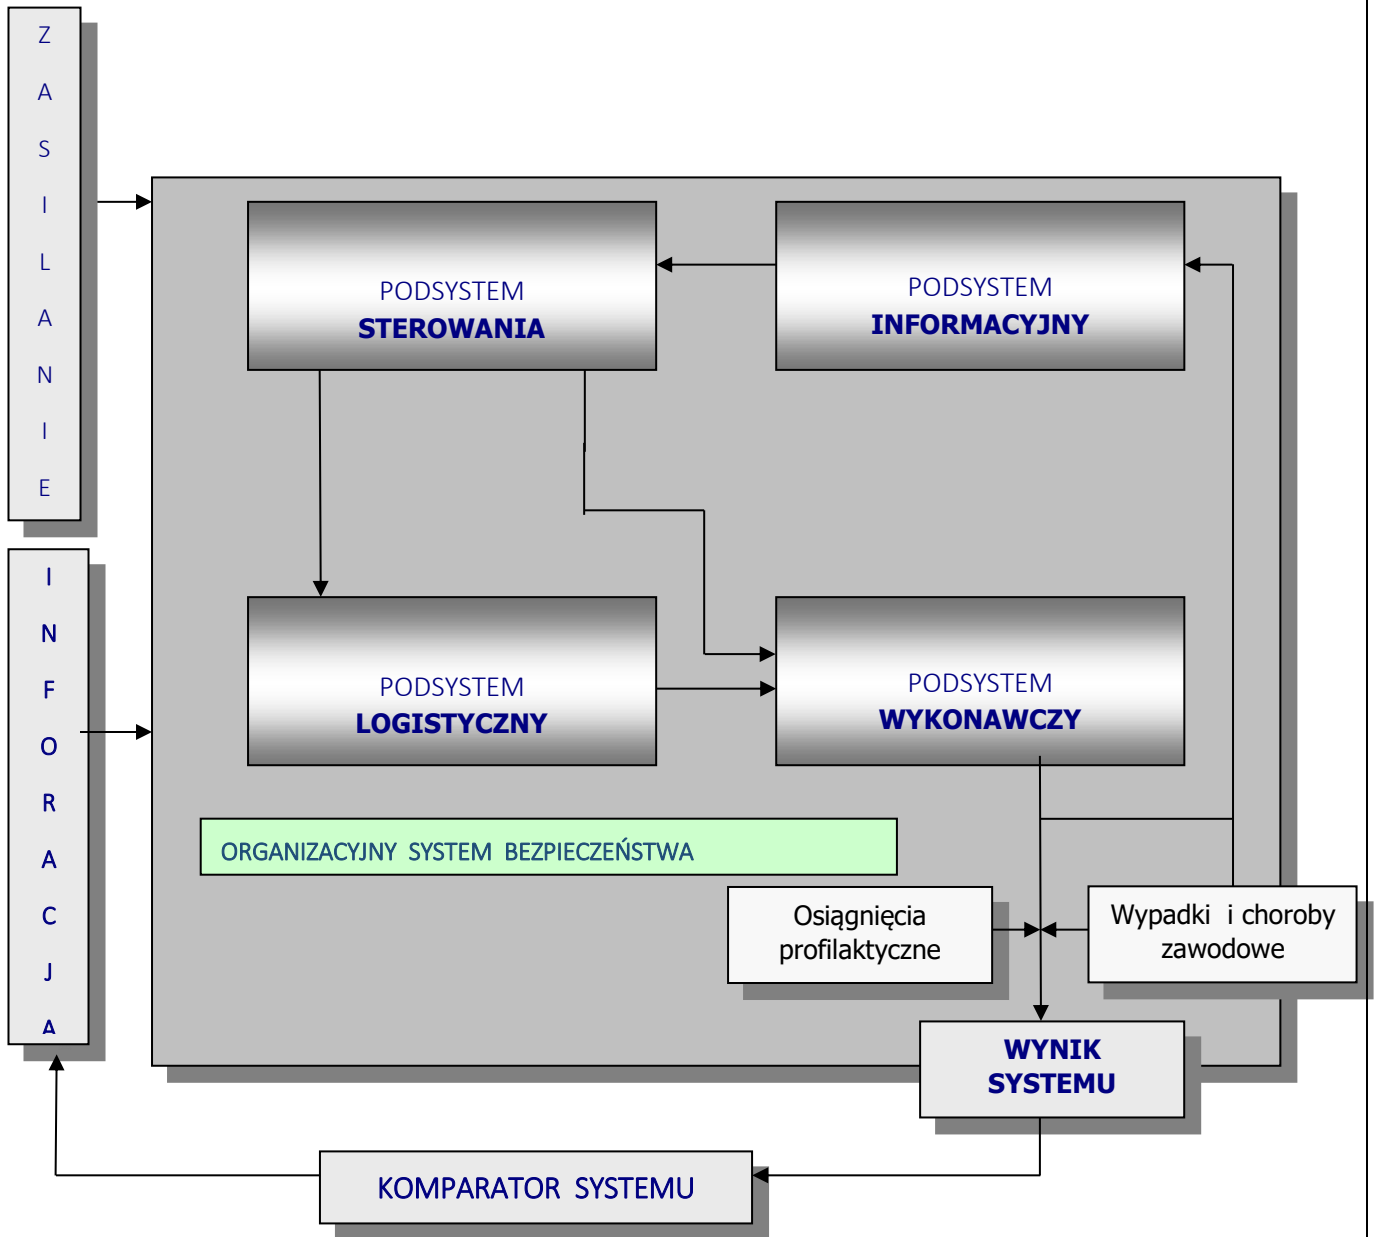 Z
A
S
I
L
A
N
I
E
PODSYSTEM
STEROWANIA
PODSYSTEM
INFORMACYJNY
I
N
F
O
R
A
C
J
A
PODSYSTEM
LOGISTYCZNY
PODSYSTEM
WYKONAWCZY
ORGANIZACYJNY SYSTEM BEZPIECZEŃSTWA
Osiągnięcia
profilaktyczne
Wypadki i choroby
zawodowe
WYNIK
SYSTEMU
KOMPARATOR SYSTEMU